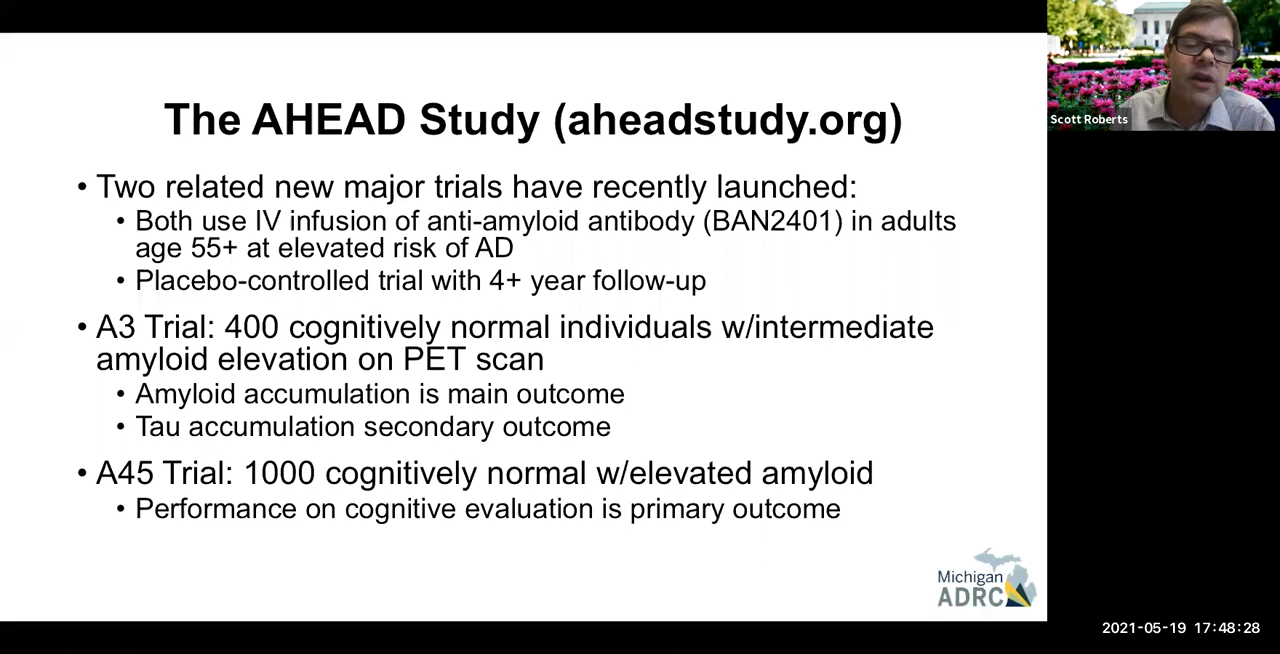 The AHEAD Study (aheadstudy.org)
• Two related new major trials have recently launched:
• Both use IV infusion of anti-amyloid antibody (BAN2401) in adults
age 55+ at elevated risk of AD
• Placebo-controlled trial with 4+ year follow-up
• A3 Trial: 400 cognitively normal individuals w/intermediate
amyloid elevation on PET scan
• Amyloid accumulation is main outcome
• Tau accumulation secondary outcome
• A45 Trial: 1000 cognitively normal w/elevated amyloid
• Performance on cognitive evaluation is primary outcome
Michigan
ADRC
Scott Roberts
2021-05-19 17:48:28